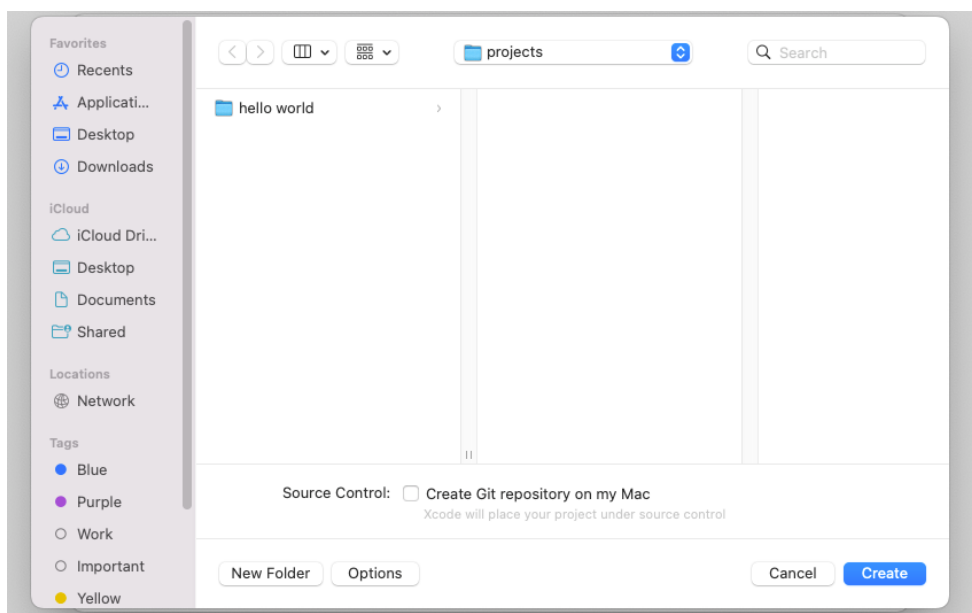 Favorites
Recents
Applicati...
Desktop
Downloads
iCloud
iCloud Dri...
Desktop
Documents
Shared
Locations
Network
Tags
Blue
Purple
Work
Important
Yellow
projects
Search
hello world
Source Control: Create Git repository on my Mac
Xcode will place your project under source control
New Folder Options Cancel Create